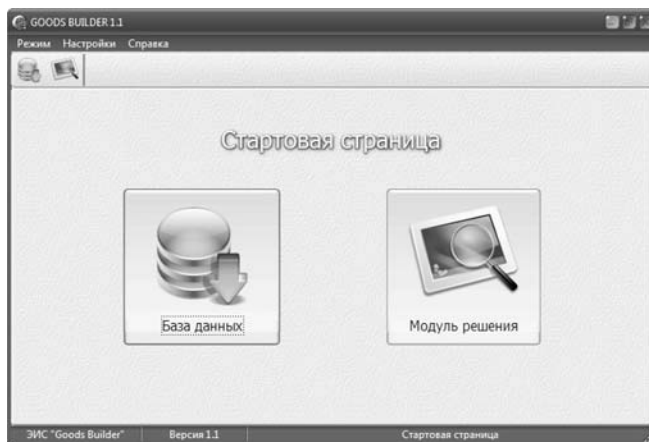 GOODS BUILDER 1.1
Режим Настройки Справка
Стартовая страница
База данных Модуль решения
ЭИС "Goods Builder" Версия 1.1 Стартовая страница